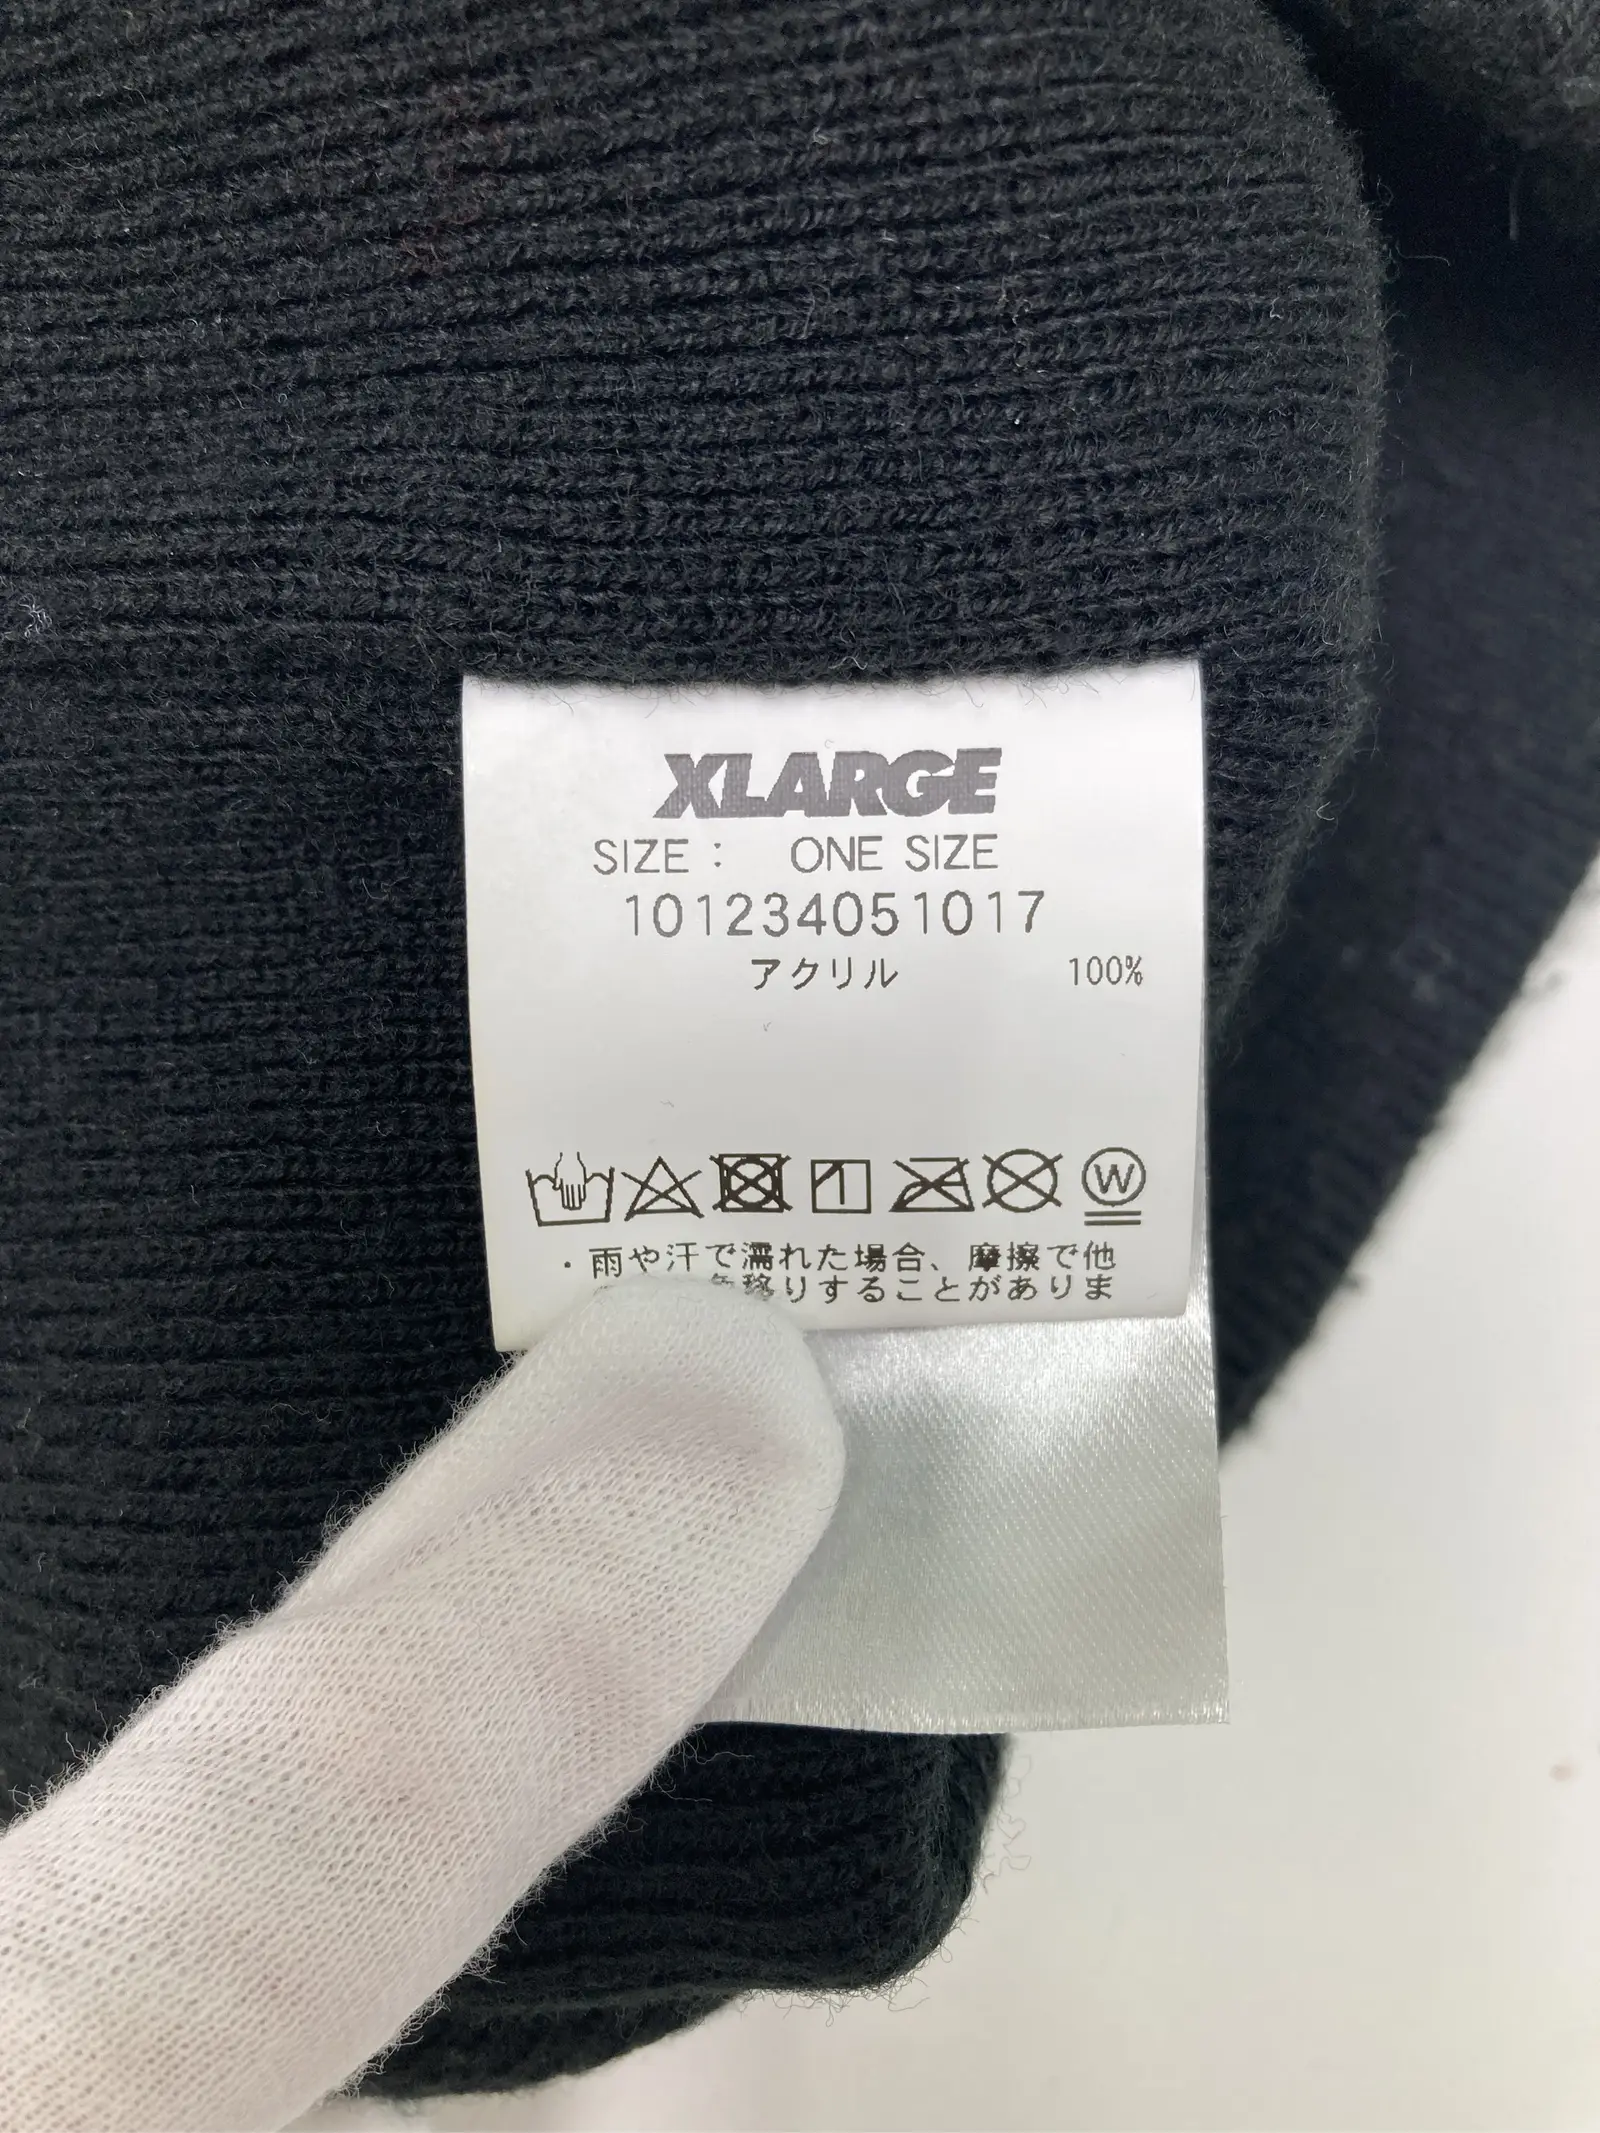 XLARGE
SIZE： ONE SIZE
101234051017
アクリル 100%
W
・雨や汗で濡れた場合、摩擦で他
色移りすることがありま